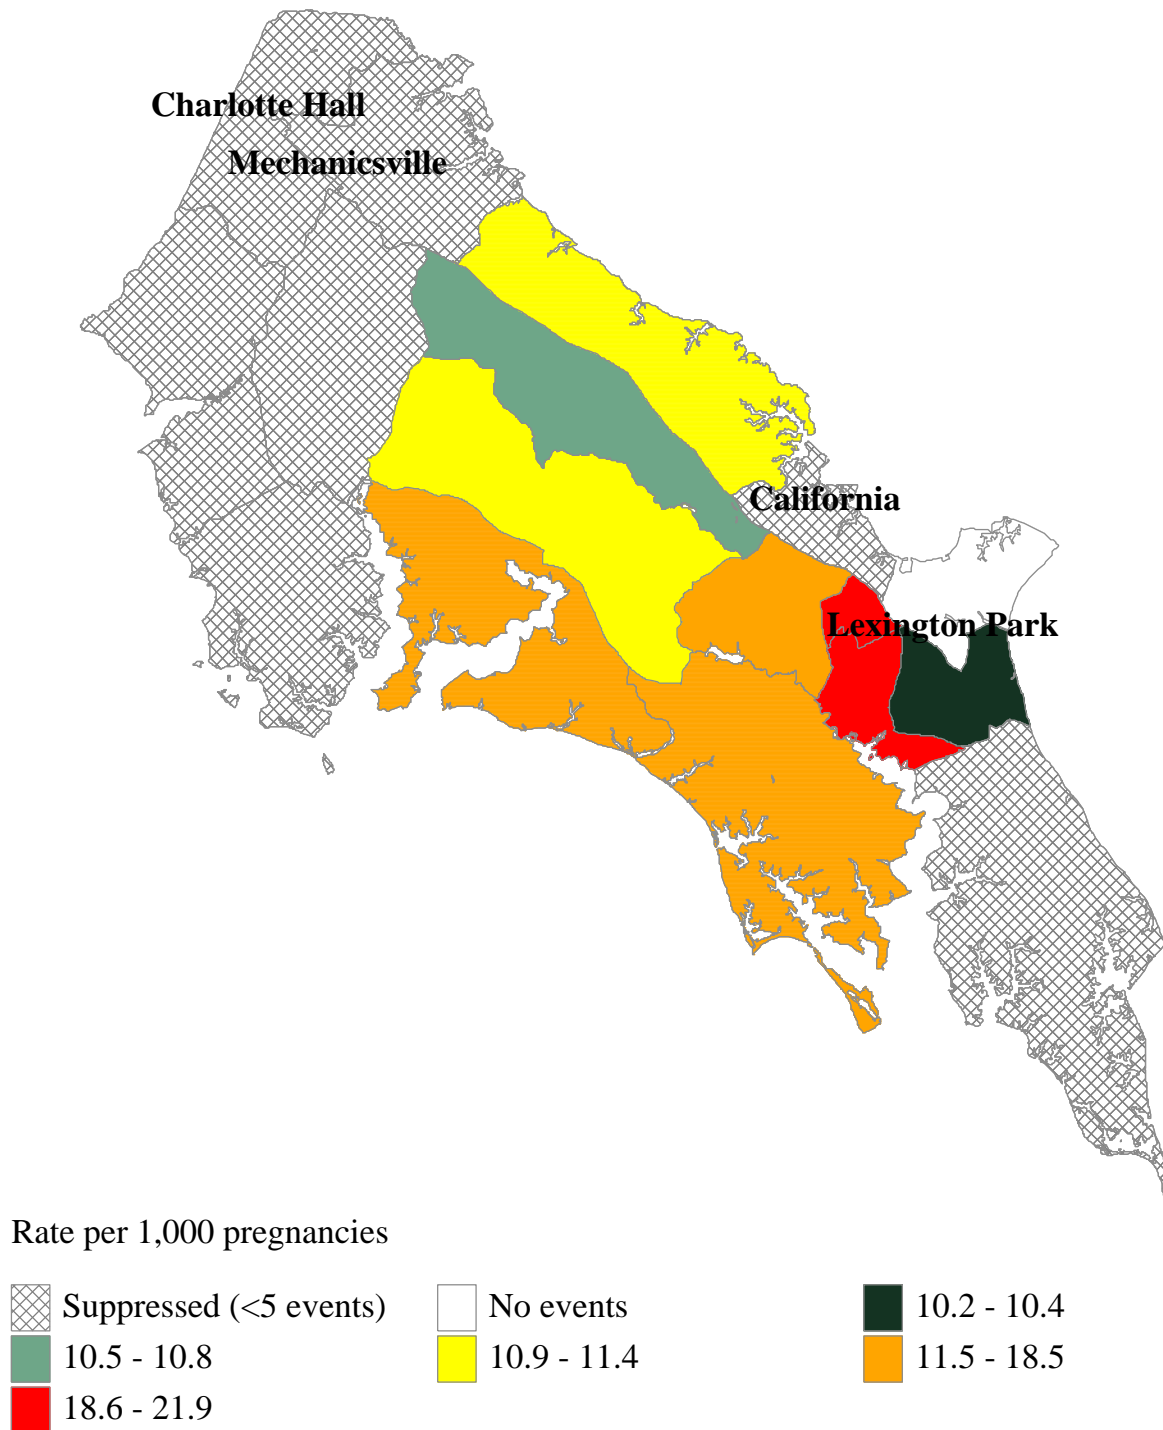 Charlotte Hall
Mechanicsville
California
Lexington Park
Rate per 1,000 pregnancies
Suppressed (<5 events)
No events
10.2 - 10.4
10.5 - 10.8
10.9 - 11.4
11.5 - 18.5
18.6 - 21.9